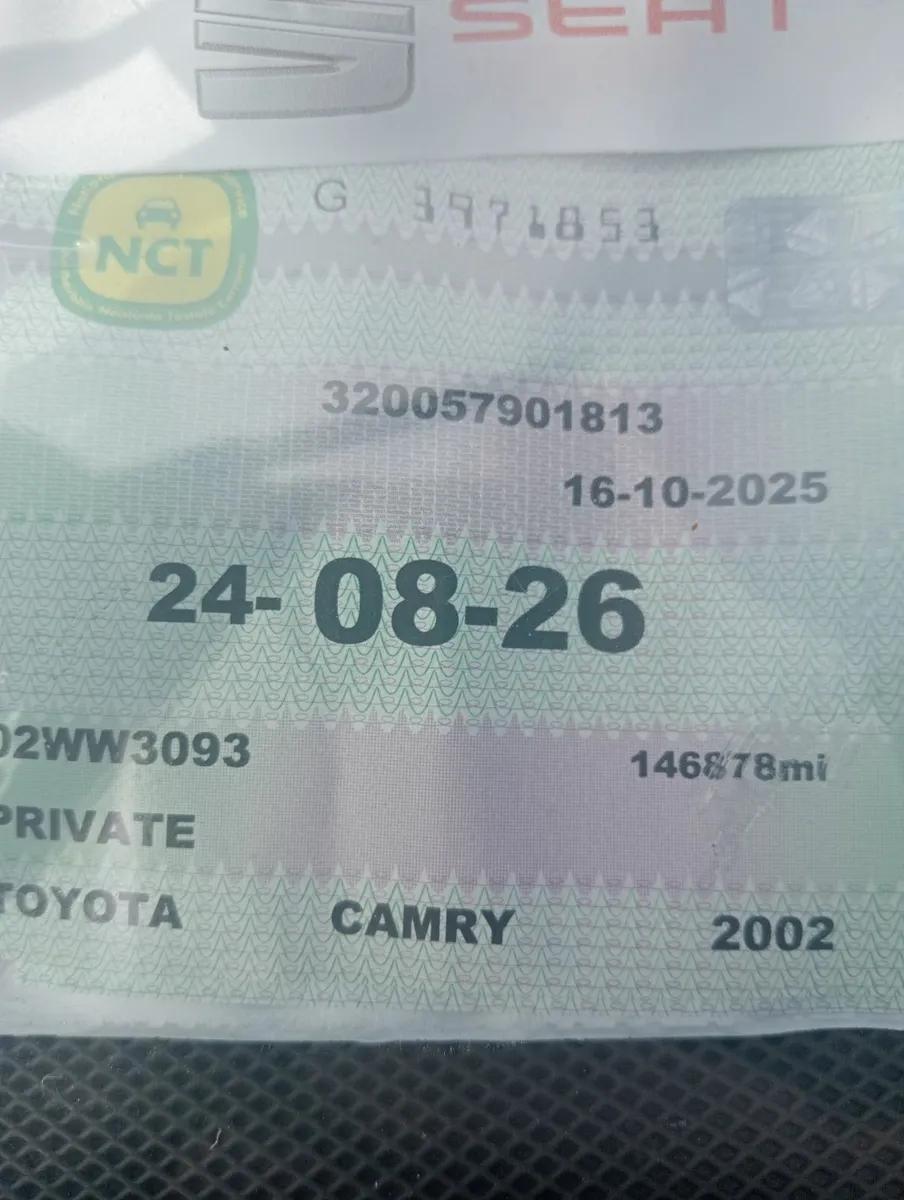 SEAT
NCT
G 3971853
320057901813
16-10-2025
24-08-26
02WW3093 146878mi
PRIVATE
TOYOTA CAMRY 2002